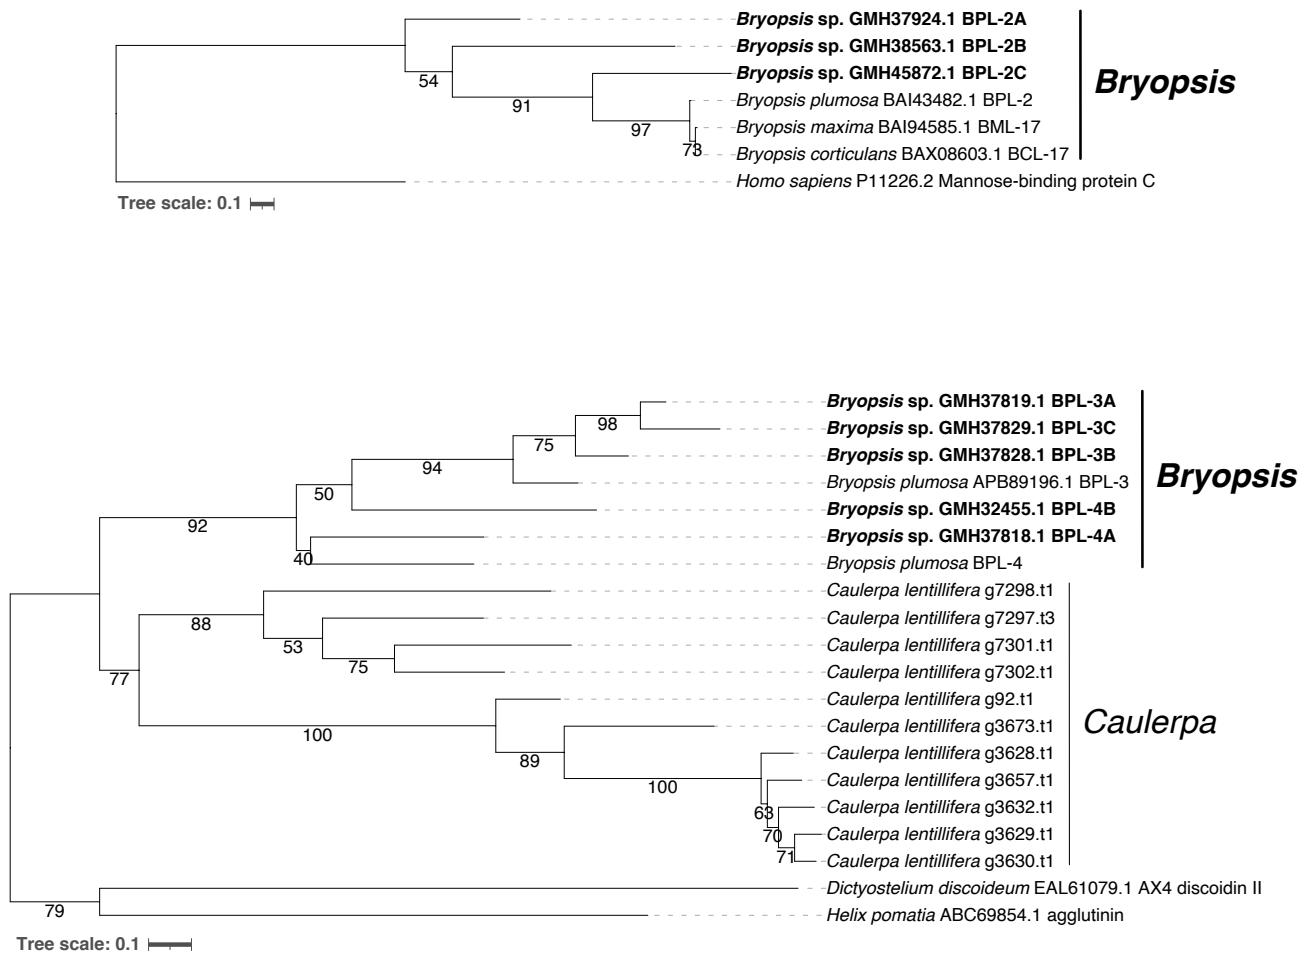 Bryopsis sp. GMH37924.1 BPL-2A
Bryopsis sp. GMH38563.1 BPL-2B
54
Bryopsis sp. GMH45872.1 BPL-2C
Bryopsis
91
Bryopsis plumosa BAI43482.1 BPL-2
97
Bryopsis maxima BAI94585.1 BML-17
73
Bryopsis corticulans BAX08603.1 BCL-17
Homo sapiens P11226.2 Mannose-binding protein C
Tree scale: 0.1
Bryopsis sp. GMH37819.1 BPL-3A
98
Bryopsis sp. GMH37829.1 BPL-3C
75
Bryopsis sp. GMH37828.1 BPL-3B
94
Bryopsis plumosa APB89196.1 BPL-3
Bryopsis
50
Bryopsis sp. GMH32455.1 BPL-4B
92
Bryopsis sp. GMH37818.1 BPL-4A
40
Bryopsis plumosa BPL-4
Caulerpa lentillifera g7298.t1
88
Caulerpa lentillifera g7297.t3
53
Caulerpa lentillifera g7301.t1
75
Caulerpa lentillifera g7302.t1
77
Caulerpa lentillifera g92.t1
Caulerpa lentillifera g3673.t1
Caulerpa
100
Caulerpa lentillifera g3628.t1
89
Caulerpa lentillifera g3657.t1
100
Caulerpa lentillifera g3632.t1
63
Caulerpa lentillifera g3629.t1
70
Caulerpa lentillifera g3630.t1
71
Dictyostelium discoideum EAL61079.1 AX4 discoidin II
79
Helix pomatia ABC69854.1 agglutinin
Tree scale: 0.1